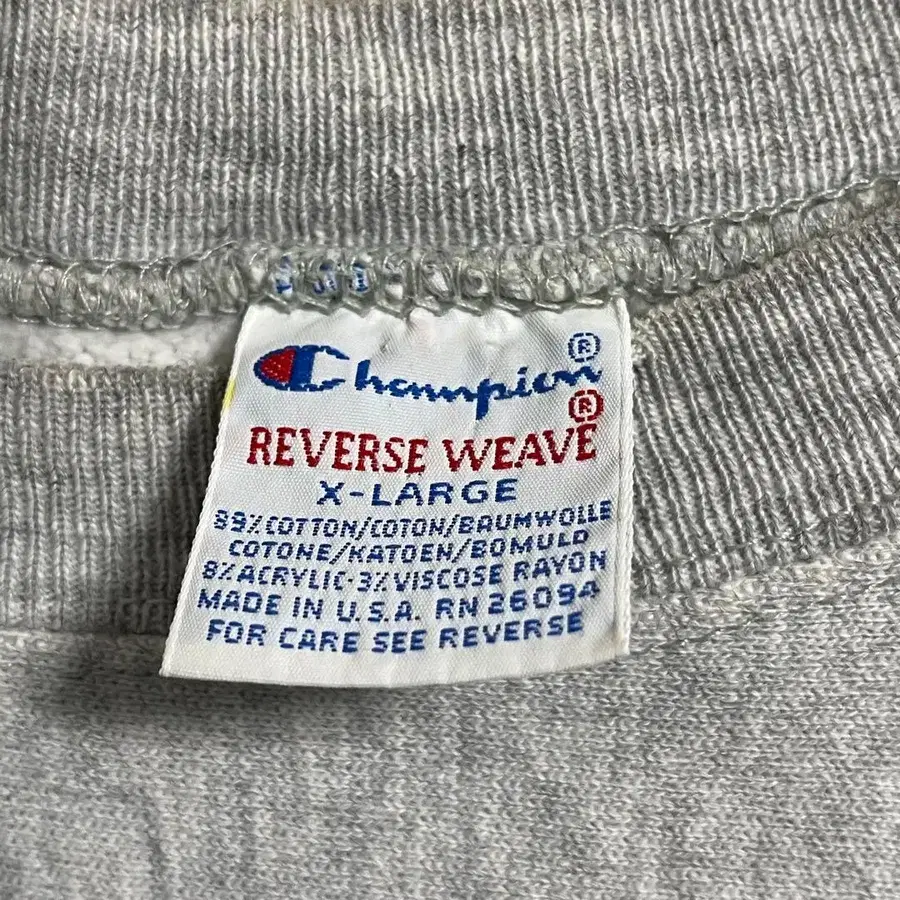 Champion®
REVERSE WEAVE®
X-LARGE
89% COTTON/COTON/BAUMWOLLE
COTONE/KATOEN/BOMULD
8% ACRYLIC-3% VISCOSE RAYON
MADE IN U.S.A. RN 26094
FOR CARE SEE REVERSE